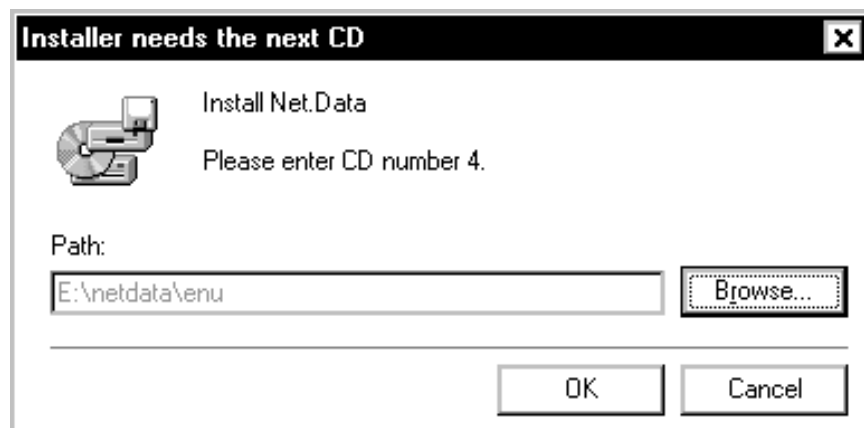 Installer needs the next CD
Install Net.Data
Please enter CD number 4.
Path:
E:\netdata\enu
Browse...
OK
Cancel